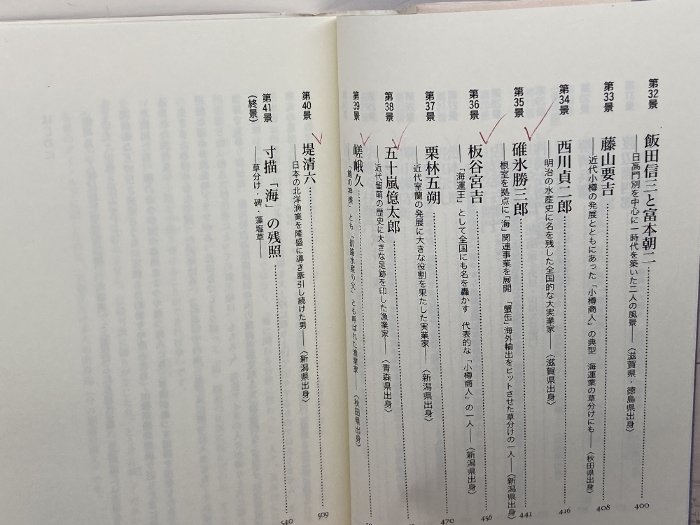 第32景
飯田信三と富本朝二
―日高門別を中心に一時代を築いた二人の風景―〈滋賀県・徳島県出身〉
400
第33景
藤山要吉
―近代小樽の発展とともにあった「小樽商人」の典型 海運業の草分けにも―〈秋田県出身〉
408
第34景
西川貞二郎
―明治の水産史に名を残した全国的な大実業家―〈滋賀県出身〉
416
第35景
碓氷勝三郎
―根室を拠点に「海」関連事業を展開 「蟹缶」海外輸出をヒットさせた草分けの一人―〈新潟県出身〉
441
第36景
板谷宮吉
―「海運王」として全国にも名を轟かす 代表的な「小樽商人」の一人―〈新潟県出身〉
456
第37景
栗林五朔
―近代室蘭の発展に大きな役割を果たした実業家―〈新潟県出身〉
470
第38景
五十嵐億太郎
―近代留萌の歴史に大きな足跡を印した漁業家―〈青森県出身〉
第39景
嵯峨久
〈秋田県出身〉
第40景
堤清六
―日本の北洋漁業を隆盛に導き牽引し続けた男―〈新潟県出身〉
509
第41景
(終景)
寸描「海」の残照
―草分け・碑・藻塩草―
540